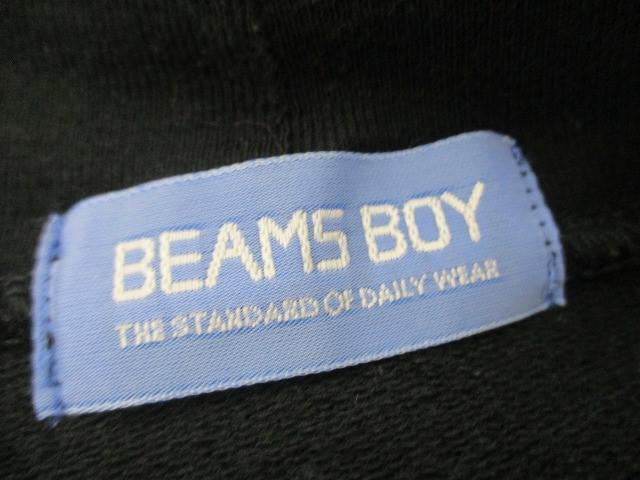 BEAMS BOY
THE STANDARD OF DAILY WEAR